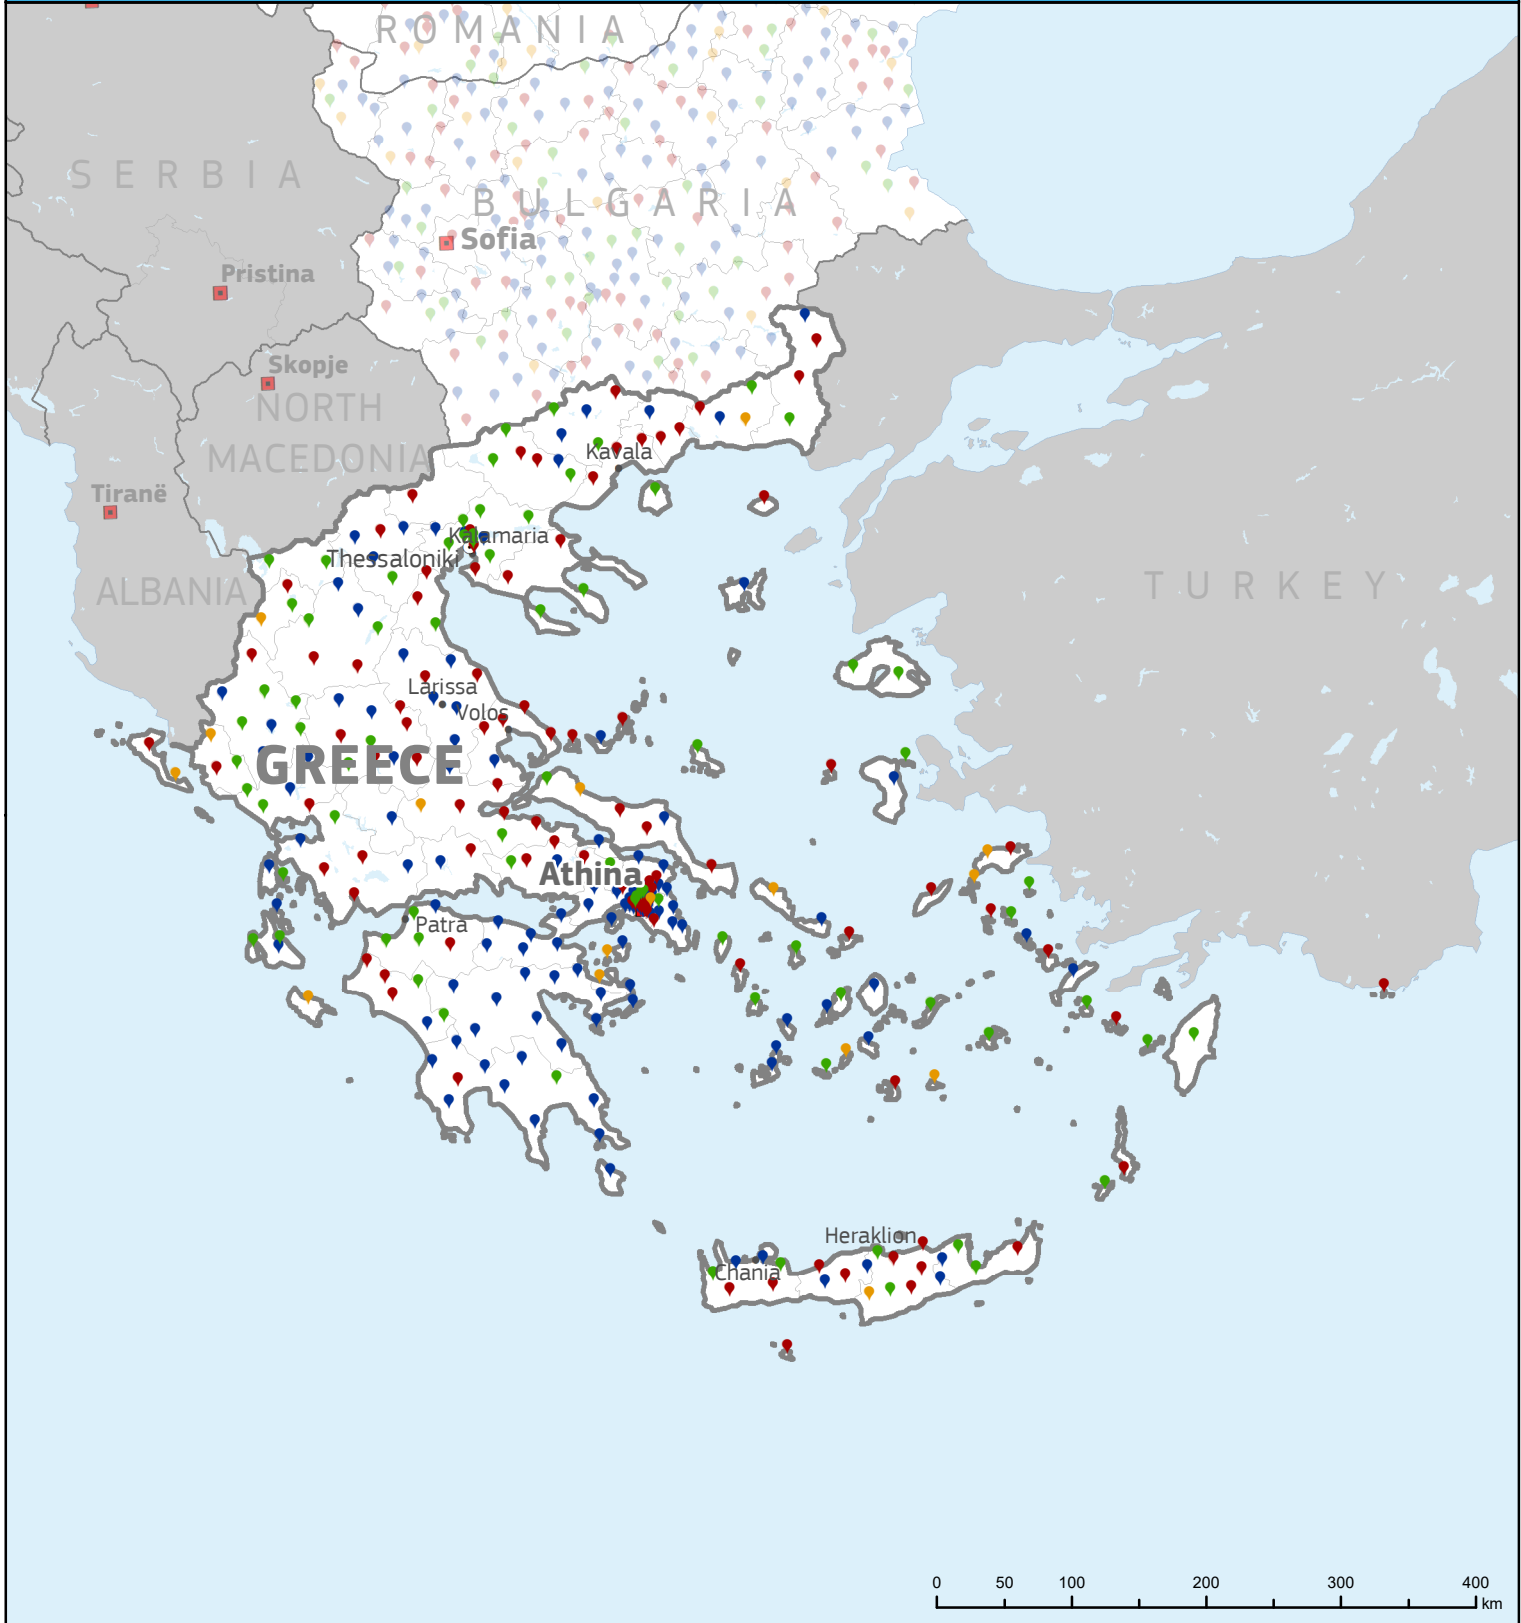 ROMANIA
SERBIA
BULGARIA
Sofia
Pristina
Skopje
NORTH
MACEDONIA
Kavala
Tiranë
Kalamaria
Thessaloniki
ALBANIA
TURKEY
Larissa
Volos
GREECE
Athina
Patra
Heraklion
Chania
0 50 100 200 300 400
km